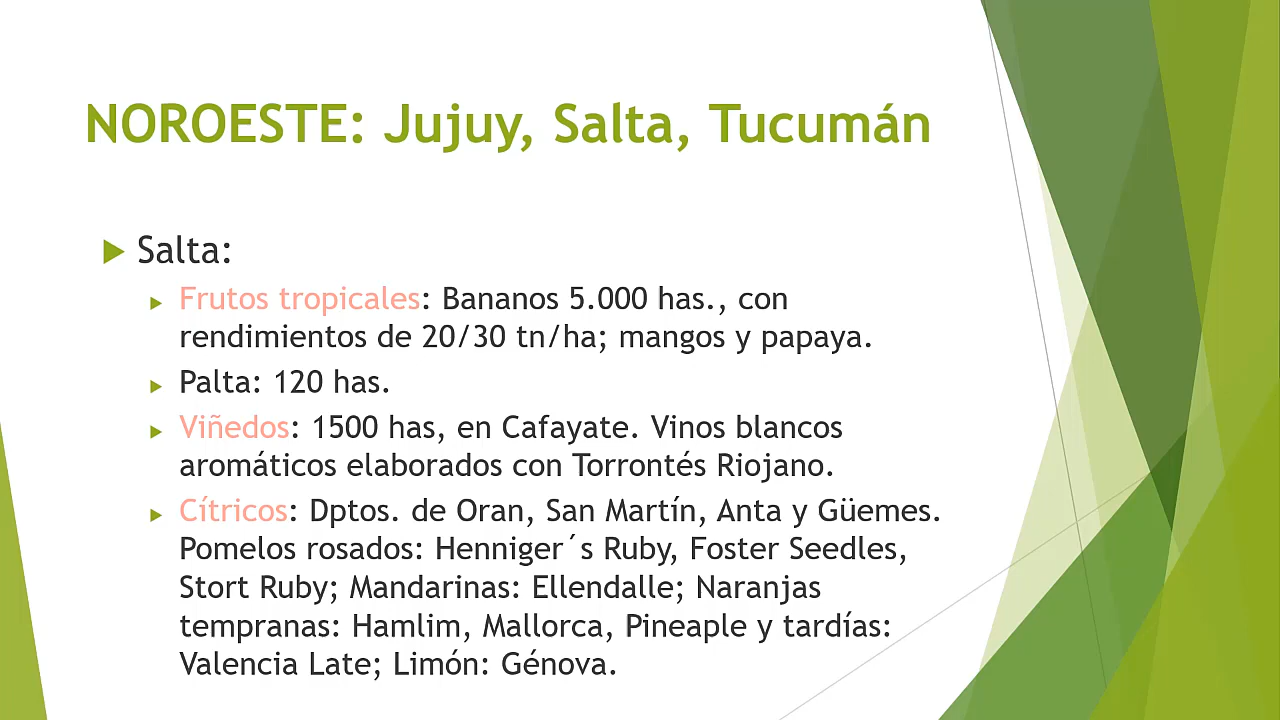 NOROESTE: Jujuy, Salta, Tucumán
Salta:
Frutos tropicales: Bananos 5.000 has., con
rendimientos de 20/30 tn/ha; mangos y papaya.
Palta: 120 has.
Viñedos: 1500 has, en Cafayate. Vinos blancos
aromáticos elaborados con Torrontés Riojano.
Cítricos: Dptos. de Oran, San Martín, Anta y Güemes.
Pomelos rosados: Henniger´s Ruby, Foster Seedles,
Stort Ruby; Mandarinas: Ellendalle; Naranjas
tempranas: Hamlim, Mallorca, Pineaple y tardías:
Valencia Late; Limón: Génova.